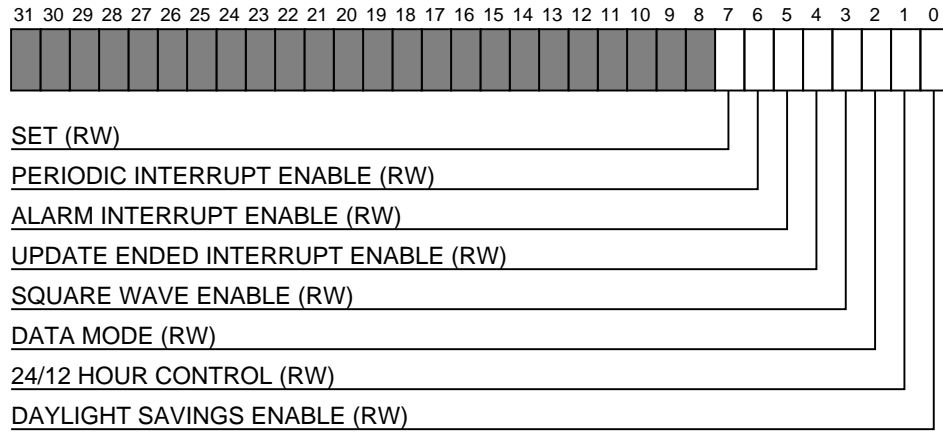 31 30 29 28 27 26 25 24 23 22 21 20 19 18 17 16 15 14 13 12 11 10 9 8 7 6 5 4 3 2 1 0
SET (RW)
PERIODIC INTERRUPT ENABLE (RW)
ALARM INTERRUPT ENABLE (RW)
UPDATE ENDED INTERRUPT ENABLE (RW)
SQUARE WAVE ENABLE (RW)
DATA MODE (RW)
24/12 HOUR CONTROL (RW)
DAYLIGHT SAVINGS ENABLE (RW)